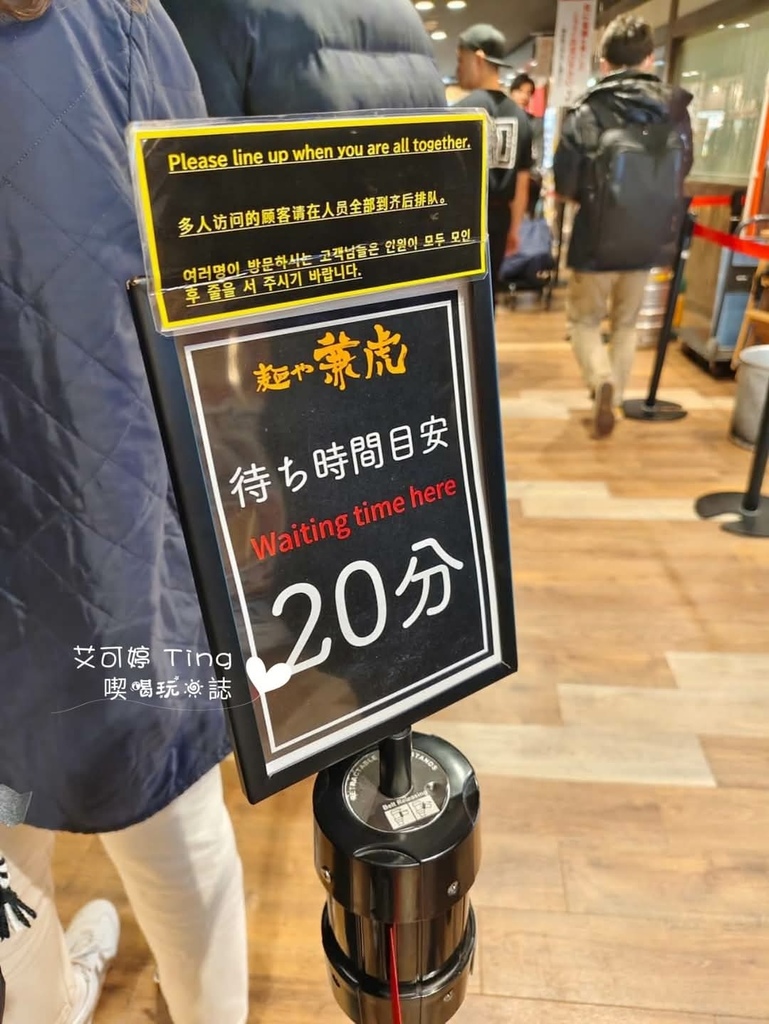 Please line up when you are all together.
多人访问的顾客请在人员全部到齐后排队。
여러명이 방문하시는 고객님들은 인원이 모두 모인
후 줄을 서 주시기 바랍니다.
麺や兼虎
待ち時間目安
Waiting time here
20分
艾可婷 Ting
喫喝玩樂誌
RETRACTABLE
Belt Releasing